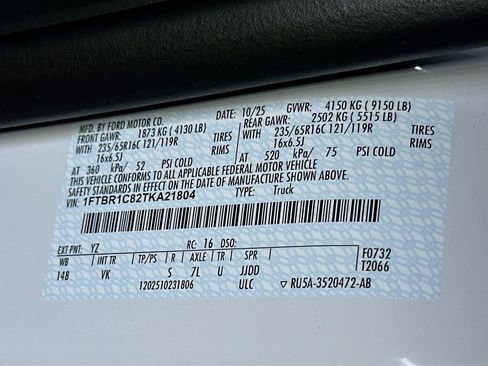 MFD. BY FORD MOTOR CO. DATE: 10/25 GVWR: 4150 KG ( 9150 LB)
FRONT GAWR: 1873 KG ( 4130 LB) REAR GAWR: 2502 KG ( 5515 LB)
WITH 235/65R16C 121/119R TIRES WITH 235/65R16C 121/119R TIRES
16x6.5J RIMS 16x6.5J RIMS
AT 360 kPa/ 52 PSI COLD AT 520 kPa/ 75 PSI COLD
THIS VEHICLE CONFORMS TO ALL APPLICABLE FEDERAL MOTOR VEHICLE
SAFETY STANDARDS IN EFFECT ON THE DATE OF MANUFACTURE SHOWN ABOVE.
VIN: 1FTBR1C82TKA21804 TYPE: Truck
EXT PNT: YZ RC: 16 DSO: F0732
WB INT TR TP/PS R AXLE TR SPR T2066
148 VK S 7L U JJDD
1202510231806 ULC ▽ RU5A-3520472-AB